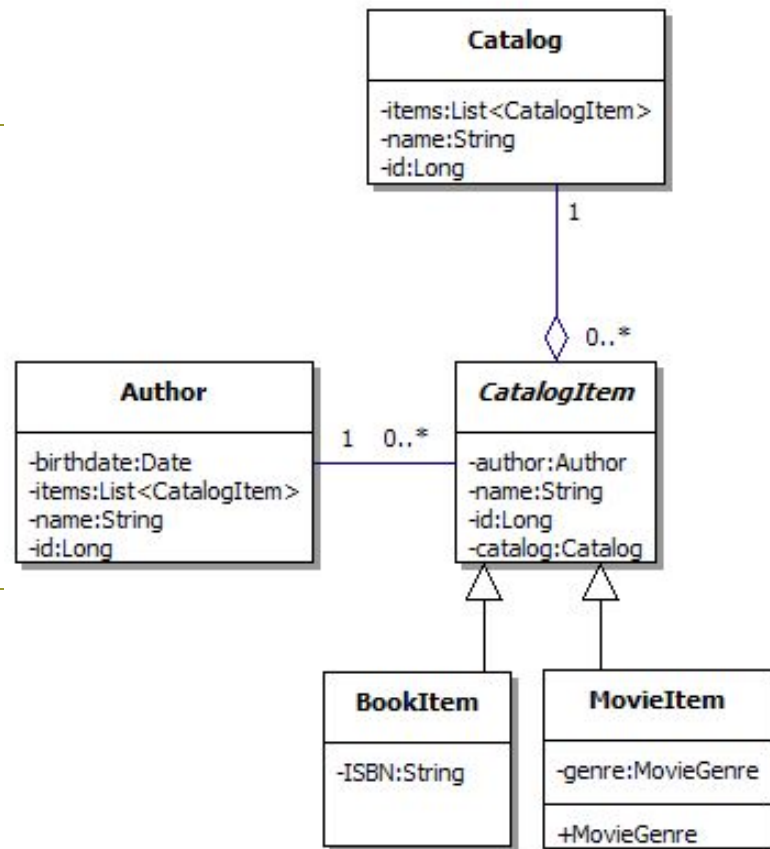 Catalog
-items:List<CatalogItem>
-name:String
-id:Long
1
0..*
Author
-birthdate:Date
-items:List<CatalogItem>
-name:String
-id:Long
1 0..*
CatalogItem
-author:Author
-name:String
-id:Long
-catalog:Catalog
BookItem
-ISBN:String
MovieItem
-genre:MovieGenre
+MovieGenre